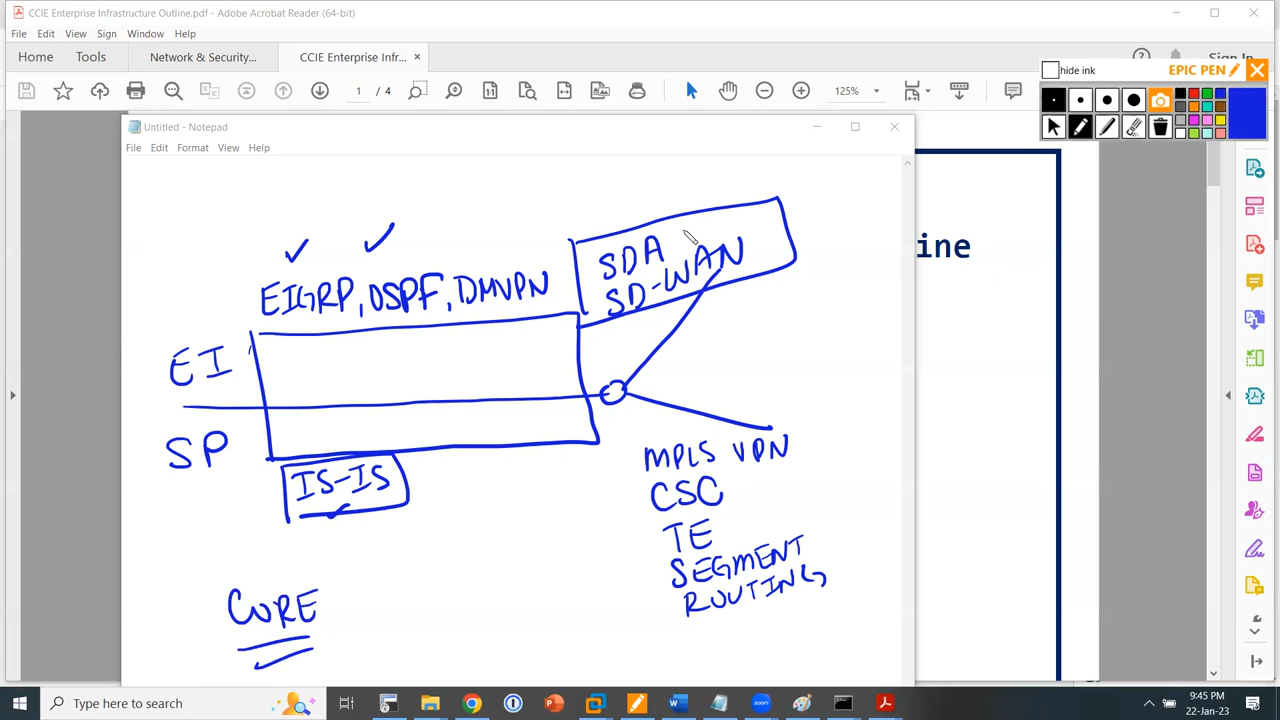 CCIE Enterprise Infrastructure Outline.pdf - Adobe Acrobat Reader (64-bit)
File Edit View Sign Window Help
Home Tools Network & Security... CCIE Enterprise Infr... × Sign In
1 / 4 125%
hide ink EPIC PEN
Untitled - Notepad
File Edit Format View Help
ine
SDA
SD-WAN
EIGRP, OSPF, DMVPN
EI
SP
IS-IS
MPLS VPN
CSC
TE
SEGMENT
ROUTING
CORE
Type here to search
9:45 PM
22-Jan-23